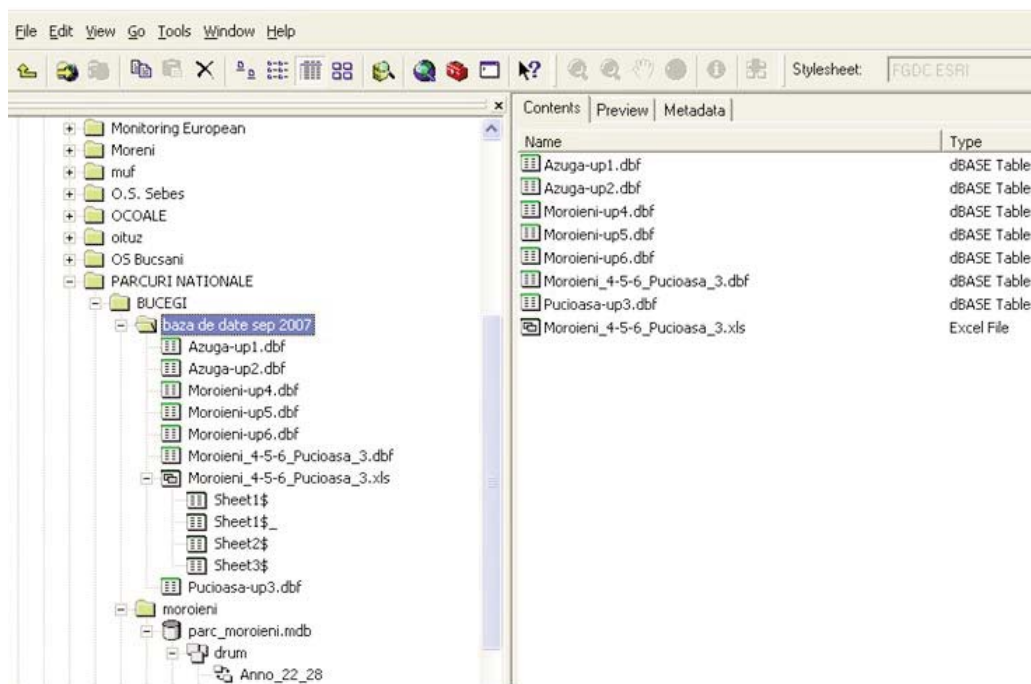 File Edit View Go Tools Window Help
Stylesheet: FGDC ESRI
Monitoring European
Moreni
muf
O.S. Sebes
OCOALE
oituz
OS Bucsani
PARCURI NATIONALE
BUCEGI
baza de date sep 2007
Azuga-up1.dbf
Azuga-up2.dbf
Moroieni-up4.dbf
Moroieni-up5.dbf
Moroieni-up6.dbf
Moroieni_4-5-6_Pucioasa_3.dbf
Moroieni_4-5-6_Pucioasa_3.xls
Sheet1$
Sheet1$_
Sheet2$
Sheet3$
Pucioasa-up3.dbf
moroieni
parc_moroieni.mdb
drum
Anno_22_28
Contents Preview Metadata
Name Type
Azuga-up1.dbf dBASE Table
Azuga-up2.dbf dBASE Table
Moroieni-up4.dbf dBASE Table
Moroieni-up5.dbf dBASE Table
Moroieni-up6.dbf dBASE Table
Moroieni_4-5-6_Pucioasa_3.dbf dBASE Table
Pucioasa-up3.dbf dBASE Table
Moroieni_4-5-6_Pucioasa_3.xls Excel File